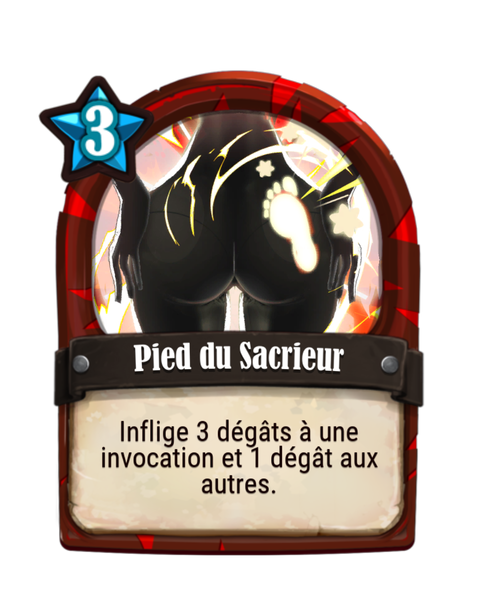 3
Pied du Sacrieur
Inflige 3 dégâts à une
invocation et 1 dégât aux
autres.